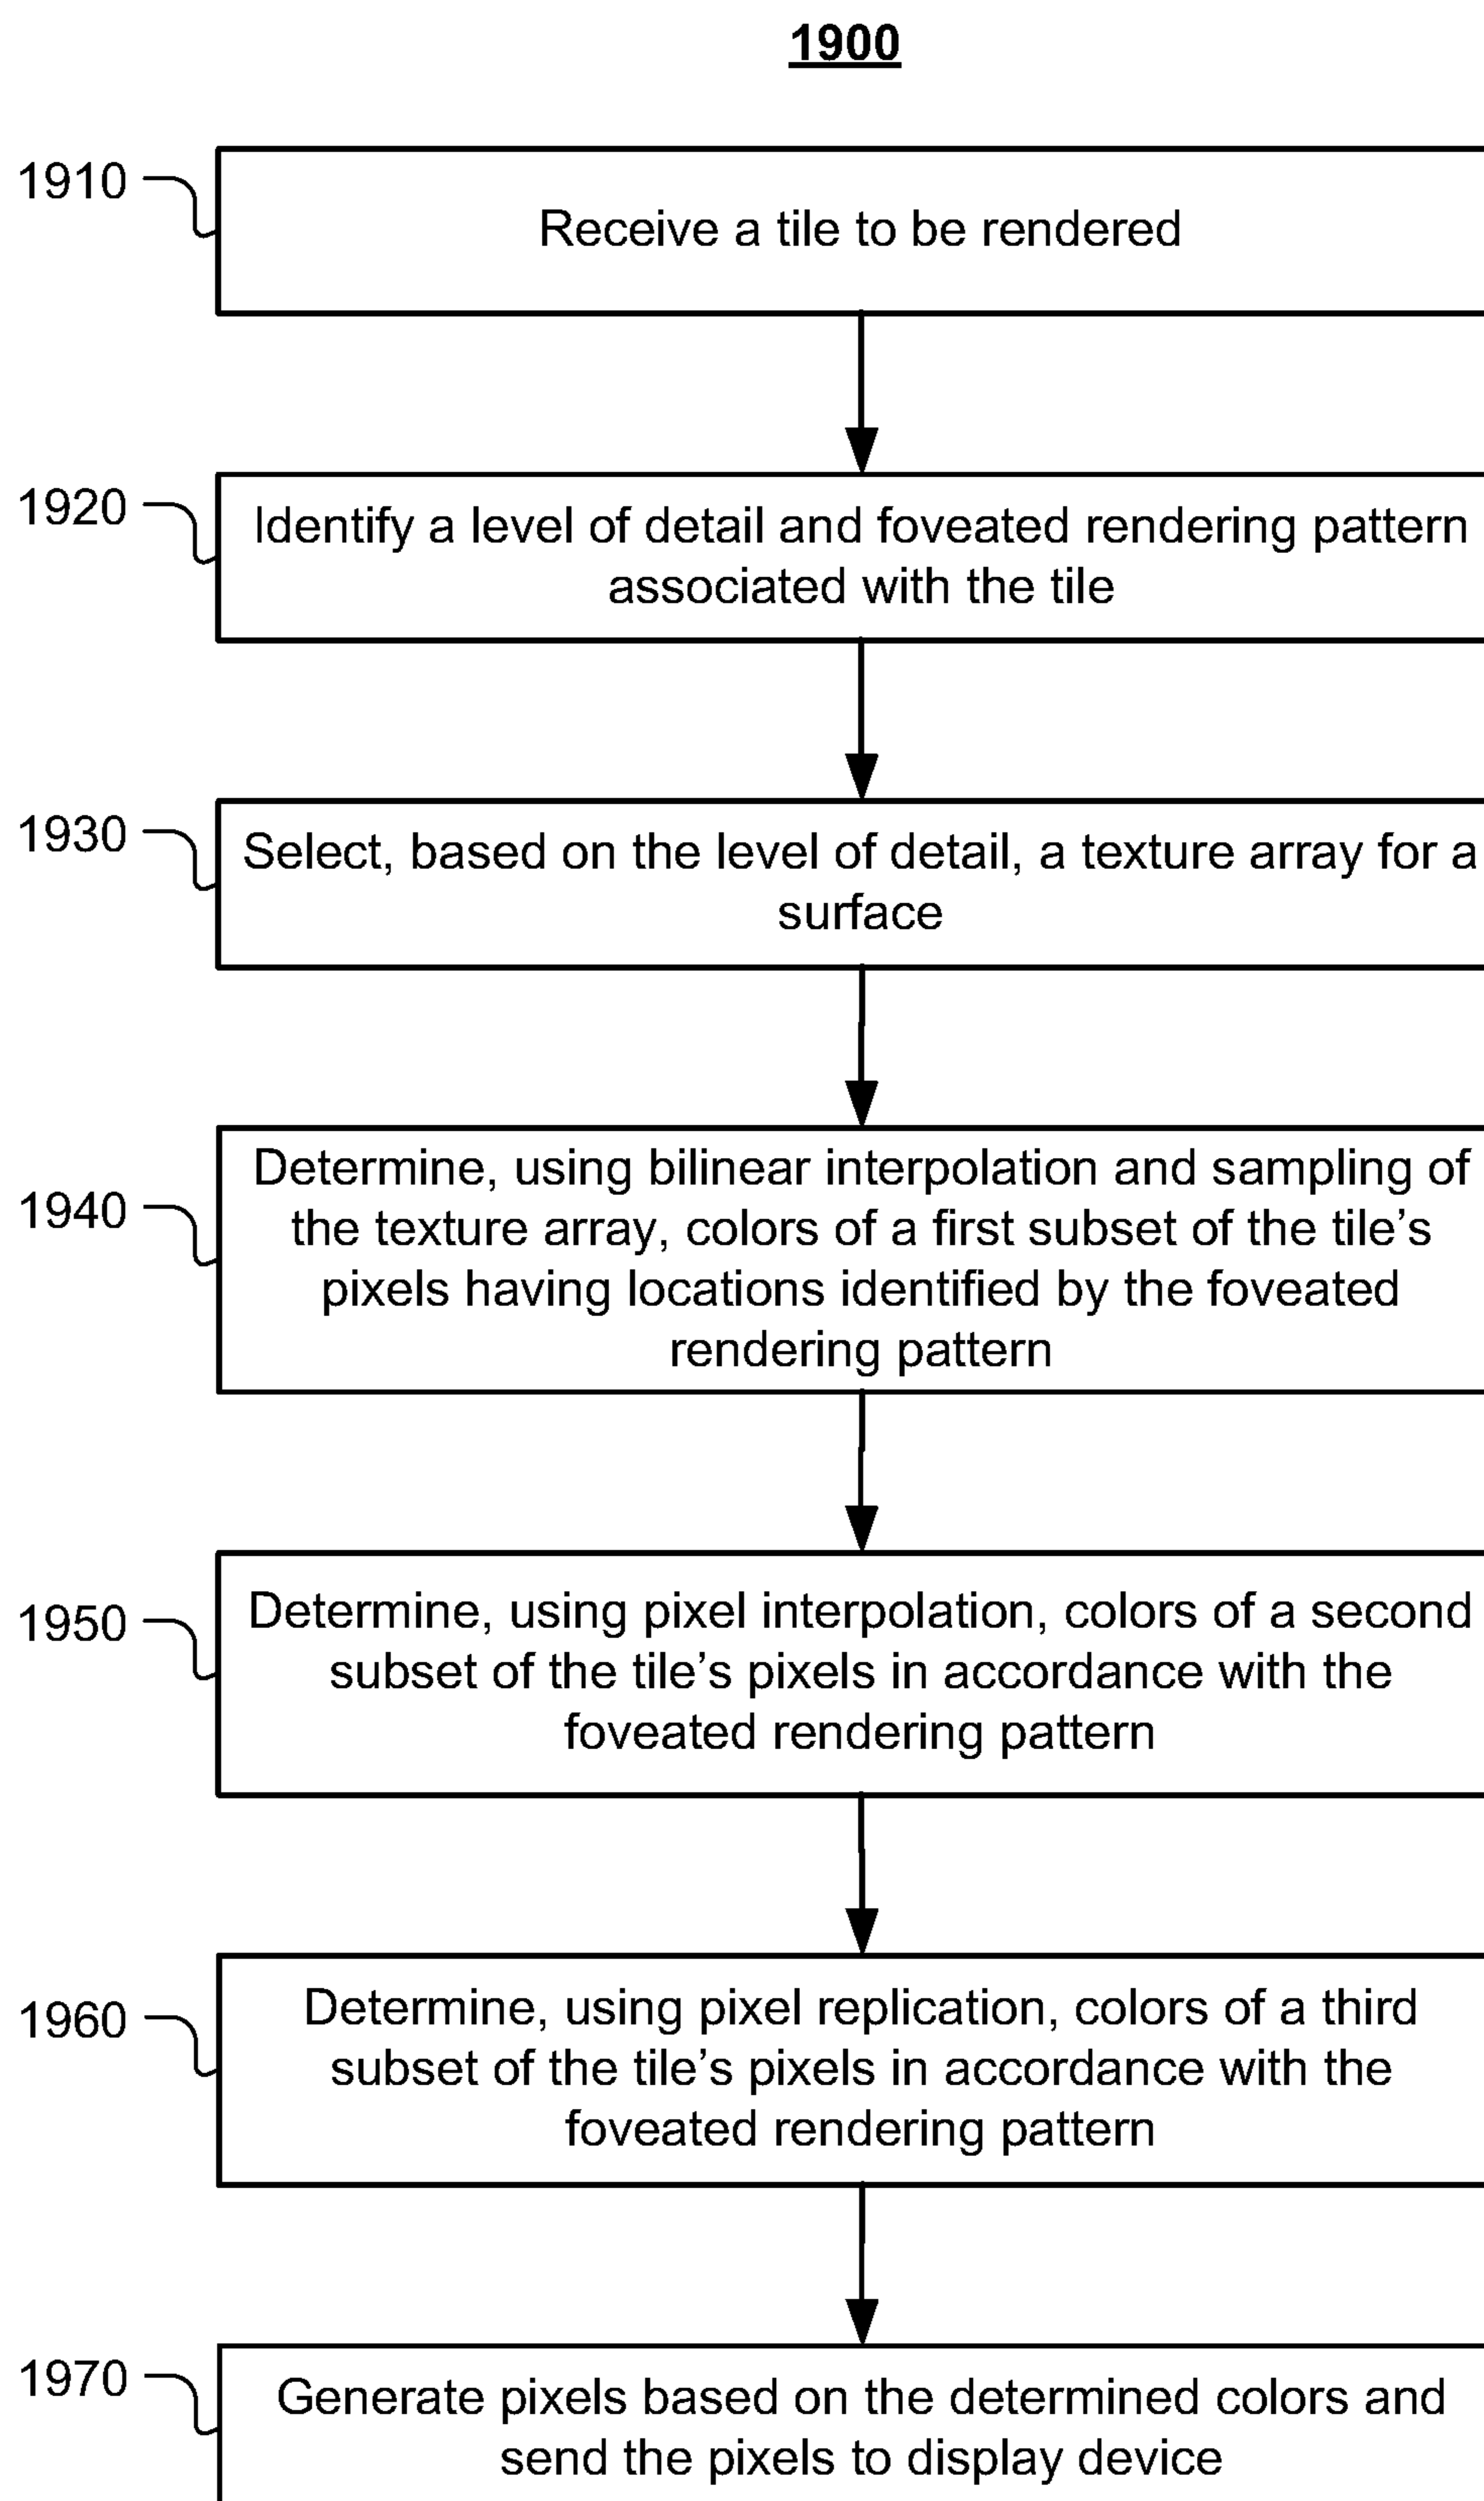 1900
1910
Receive a tile to be rendered
1920
Identify a level of detail and foveated rendering pattern
associated with the tile
1930
Select, based on the level of detail, a texture array for a
surface
1940
Determine, using bilinear interpolation and sampling of
the texture array, colors of a first subset of the tile’s
pixels having locations identified by the foveated
rendering pattern
1950
Determine, using pixel interpolation, colors of a second
subset of the tile’s pixels in accordance with the
foveated rendering pattern
1960
Determine, using pixel replication, colors of a third
subset of the tile’s pixels in accordance with the
foveated rendering pattern
1970
Generate pixels based on the determined colors and
send the pixels to display device